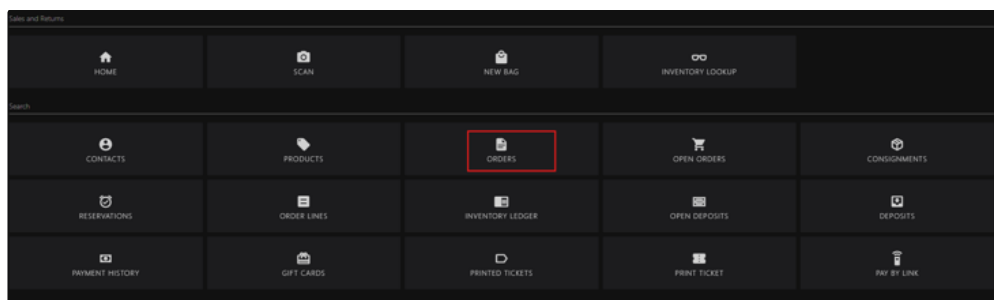 Sales and Returns
HOME SCAN NEW BAG INVENTORY LOOKUP
Search
CONTACTS PRODUCTS ORDERS OPEN ORDERS CONSIGNMENTS
RESERVATIONS ORDER LINES INVENTORY LEDGER OPEN DEPOSITS DEPOSITS
PAYMENT HISTORY GIFT CARDS PRINTED TICKETS PRINT TICKET PAY BY LINK